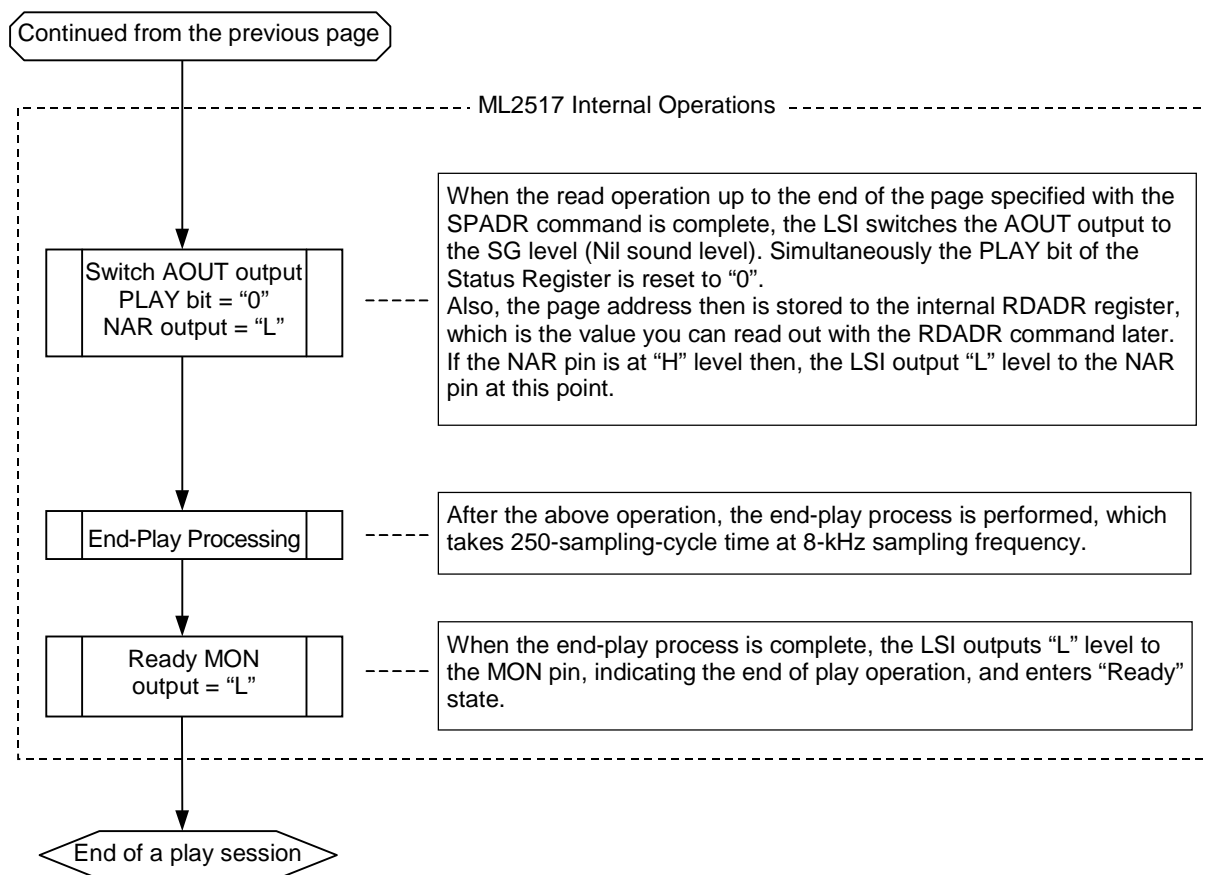 Continued from the previous page
ML2517 Internal Operations
Switch AOUT output
PLAY bit = “0”
NAR output = “L”
When the read operation up to the end of the page specified with the
SPADR command is complete, the LSI switches the AOUT output to
the SG level (Nil sound level). Simultaneously the PLAY bit of the
Status Register is reset to “0”.
Also, the page address then is stored to the internal RDADR register,
which is the value you can read out with the RDADR command later.
If the NAR pin is at “H” level then, the LSI output “L” level to the NAR
pin at this point.
End-Play Processing
After the above operation, the end-play process is performed, which
takes 250-sampling-cycle time at 8-kHz sampling frequency.
Ready MON
output = “L”
When the end-play process is complete, the LSI outputs “L” level to
the MON pin, indicating the end of play operation, and enters “Ready”
state.
End of a play session